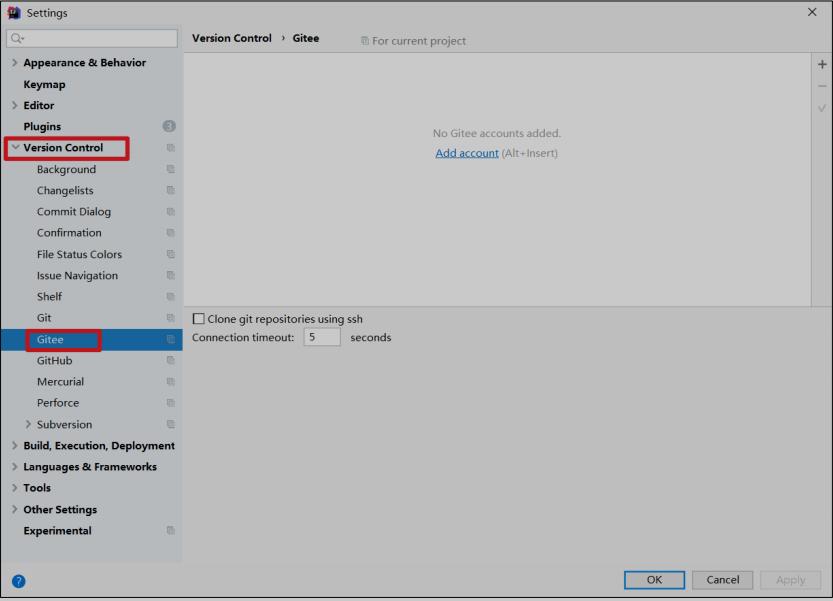 Settings
Version Control › Gitee
For current project
Appearance & Behavior
Keymap
Editor
Plugins 3
Version Control
Background
Changelists
Commit Dialog
Confirmation
File Status Colors
Issue Navigation
Shelf
Git
Gitee
GitHub
Mercurial
Perforce
Subversion
Build, Execution, Deployment
Languages & Frameworks
Tools
Other Settings
Experimental
No Gitee accounts added.
Add account (Alt+Insert)
Clone git repositories using ssh
Connection timeout: 5 seconds
?
OK Cancel Apply